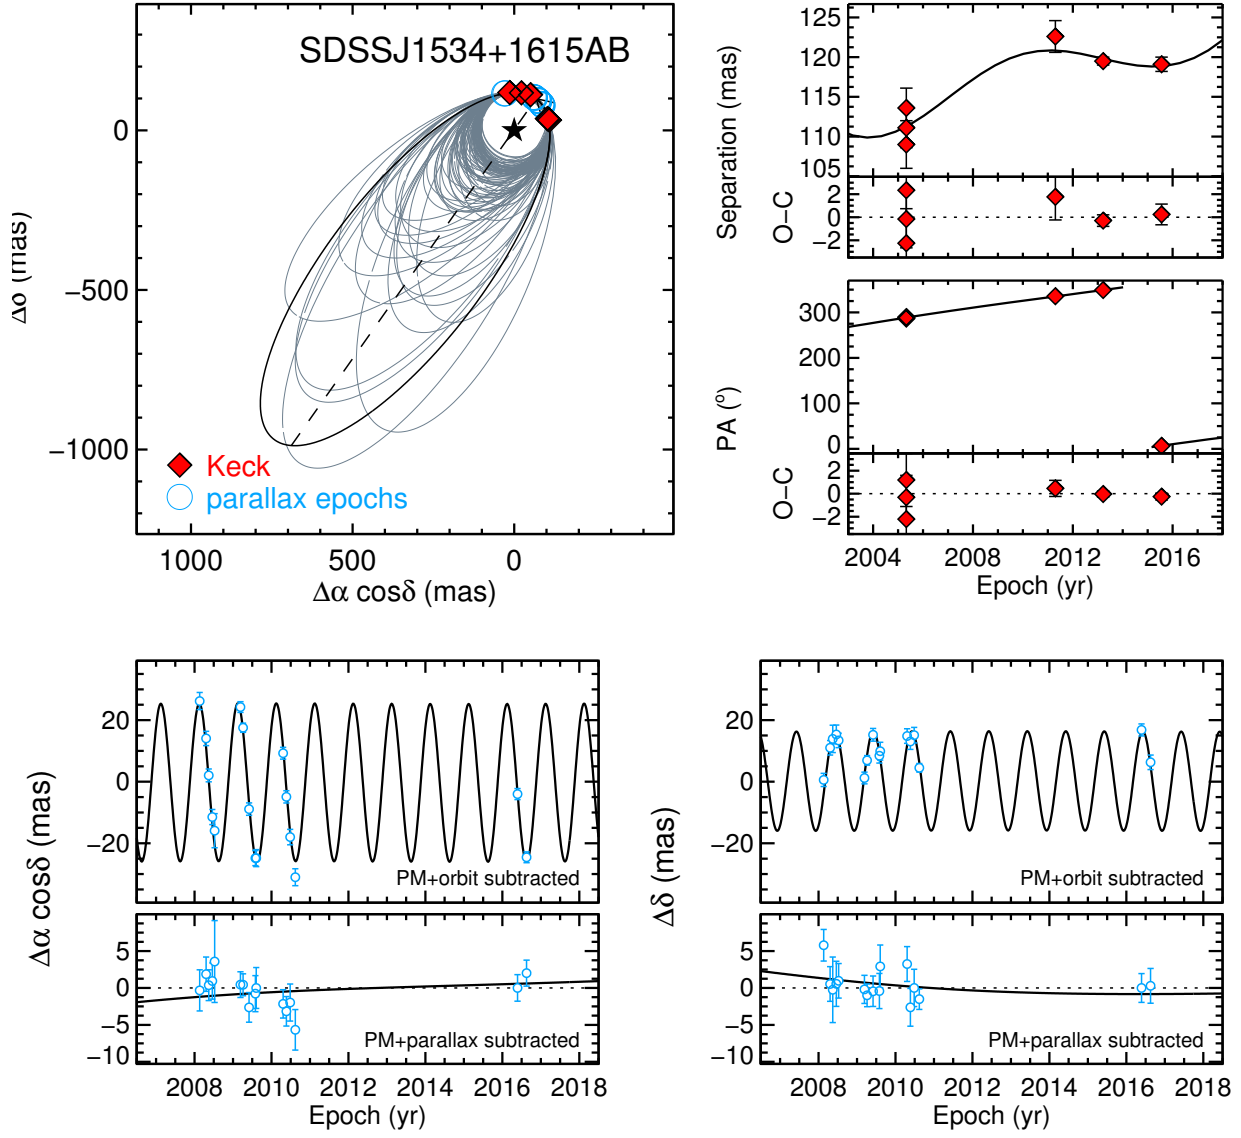 SDSSJ1534+1615AB
0
−500
−1000
Δδ (mas)
Keck
parallax epochs
1000
500
0
Δα cosδ (mas)
125
120
115
110
105
Separation (mas)
2
0
−2
O−C
300
200
100
0
PA (°)
2
0
−2
O−C
2004
2008
2012
2016
Epoch (yr)
20
0
−20
Δα cosδ (mas)
PM+orbit subtracted
5
0
−5
−10
PM+parallax subtracted
2008
2010
2012
2014
2016
2018
Epoch (yr)
20
0
−20
Δδ (mas)
PM+orbit subtracted
5
0
−5
−10
PM+parallax subtracted
2008
2010
2012
2014
2016
2018
Epoch (yr)